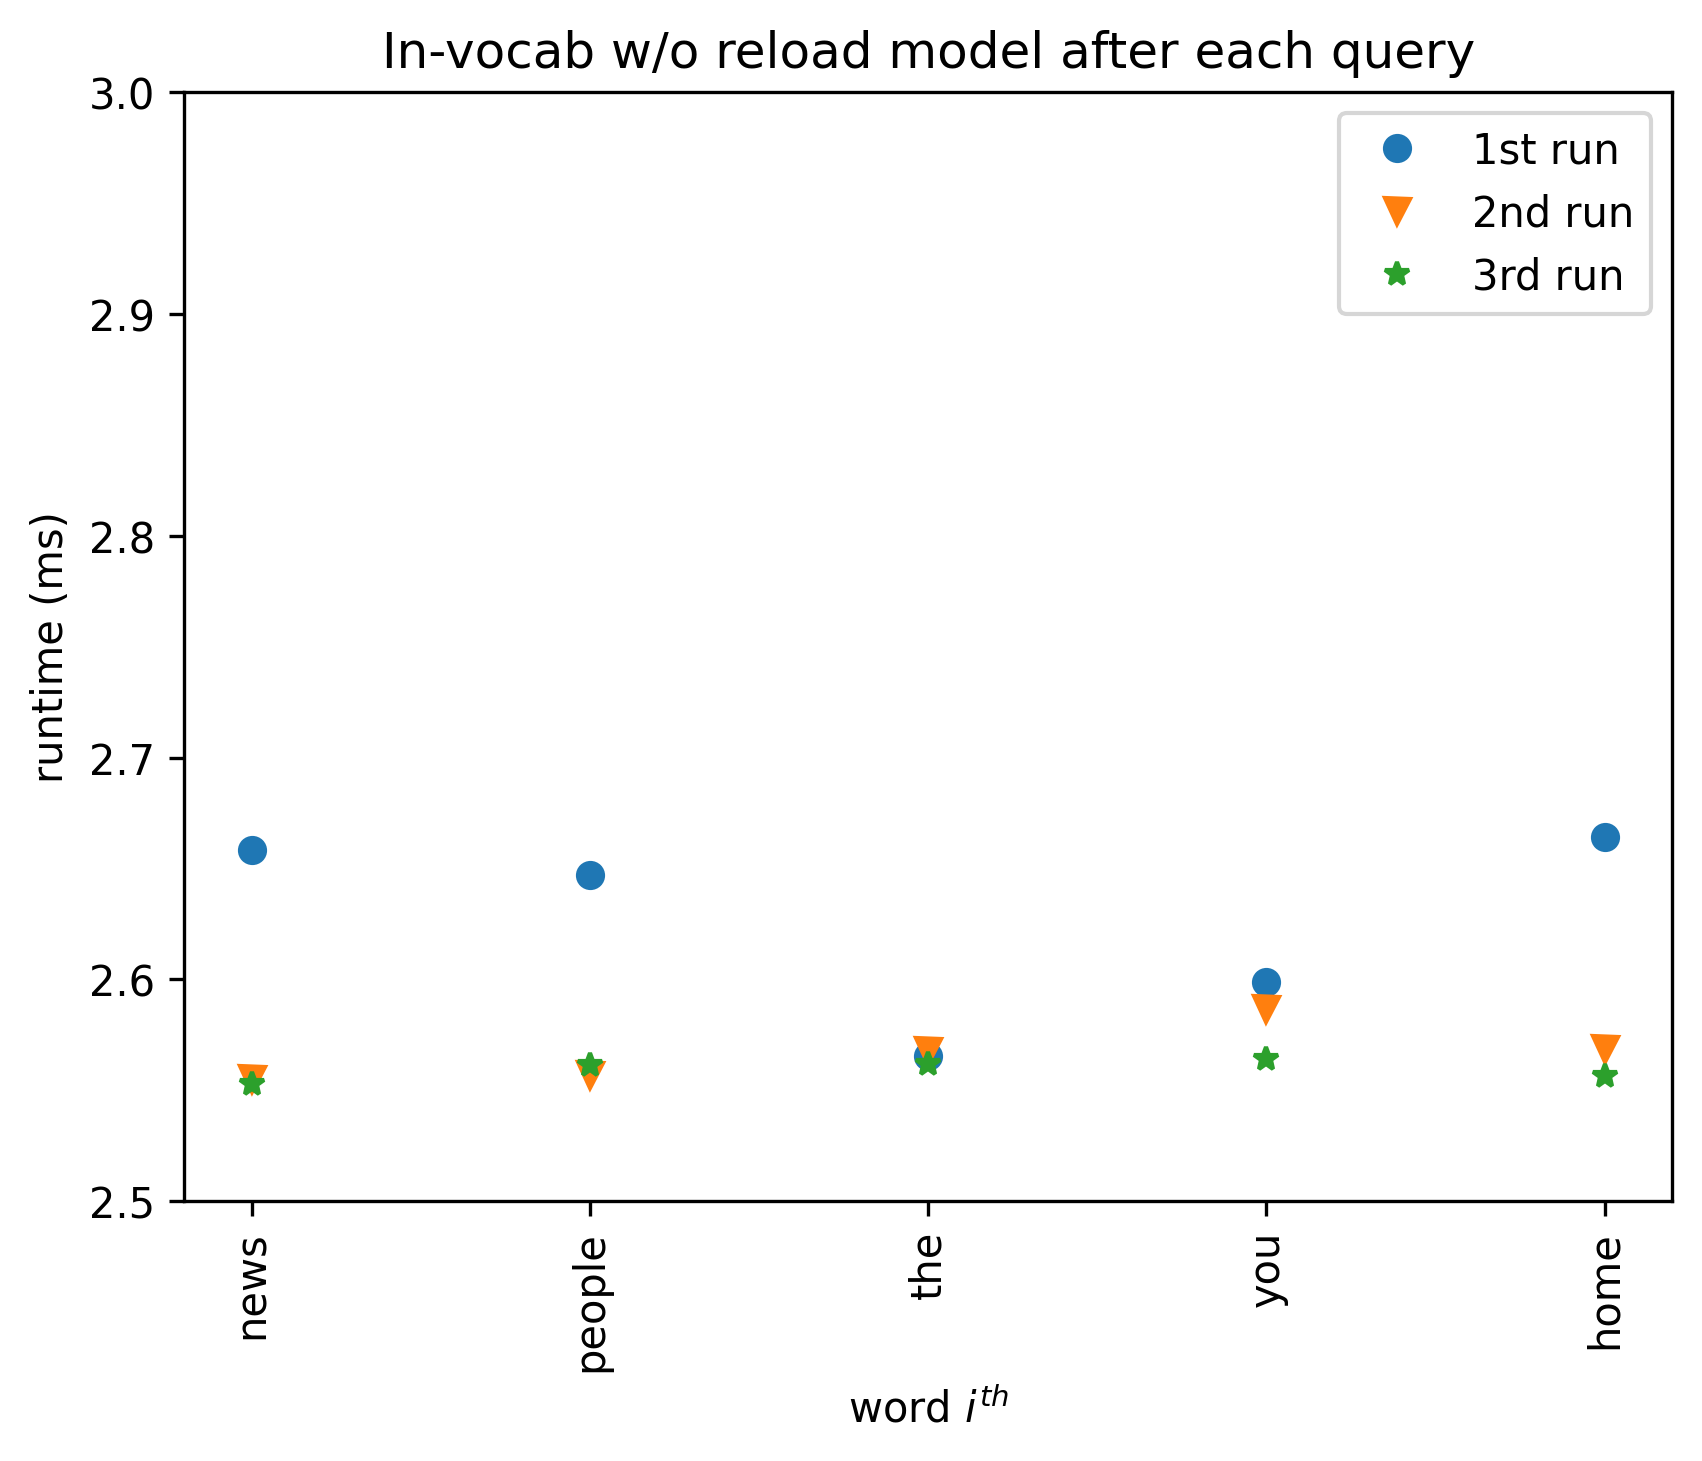 In-vocab w/o reload model after each query
3.0
2.9
2.8
2.7
2.6
2.5
runtime (ms)
1st run
2nd run
3rd run
news
people
the
you
home
word i^th